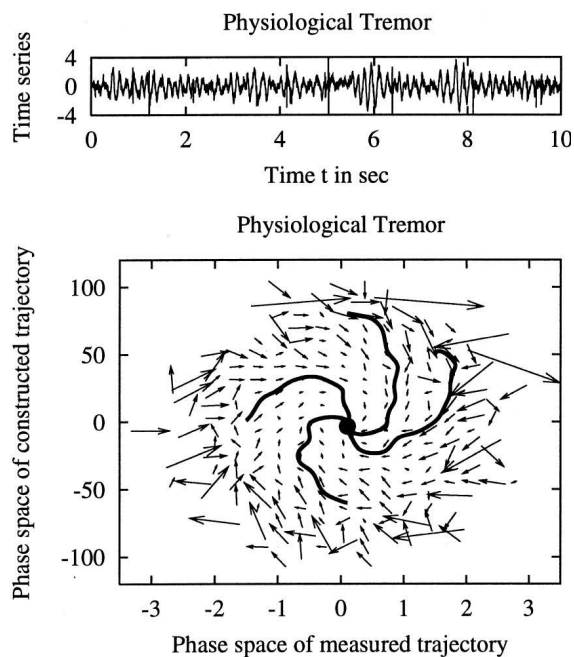 Physiological Tremor
Time series
4
0
-4
0 2 4 6 8 10
Time t in sec
Physiological Tremor
Phase space of constructed trajectory
100
50
0
-50
-100
-3 -2 -1 0 1 2 3
Phase space of measured trajectory